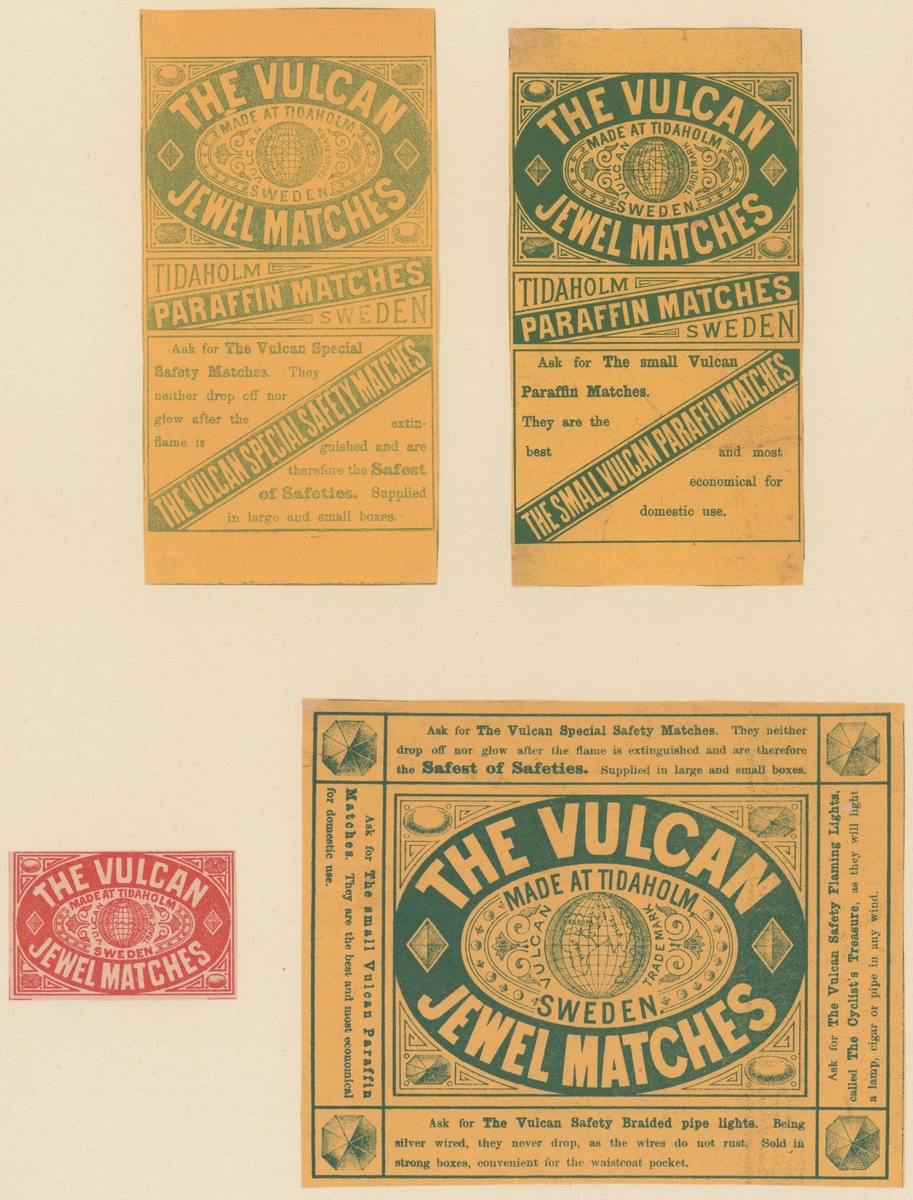 THE VULCAN
MADE AT TIDAHOLM,
VULCAN
TRADE MARK
SWEDEN.
JEWEL MATCHES
TIDAHOLM
PARAFFIN MATCHES
SWEDEN
Ask for The Vulcan Special
Safety Matches. They
neither drop off nor
glow after the
flame is
THE VULCAN SPECIAL SAFETY MATCHES
extin-
guished and are
therefore the Safest
of Safeties. Supplied
in large and small boxes.
THE VULCAN
MADE AT TIDAHOLM,
VULCAN
TRADE MARK
SWEDEN.
JEWEL MATCHES
TIDAHOLM
PARAFFIN MATCHES
SWEDEN
Ask for The small Vulcan
Paraffin Matches.
They are the
best
THE SMALL VULCAN PARAFFIN MATCHES
and most
economical for
domestic use.
THE VULCAN
MADE AT TIDAHOLM,
VULCAN
TRADE MARK
SWEDEN.
JEWEL MATCHES
Ask for The Vulcan Special Safety Matches. They neither
drop off nor glow after the flame is extinguished and are therefore
the Safest of Safeties. Supplied in large and small boxes.
Ask for The small Vulcan Paraffin
Matches. They are the best and most economical
for domestic use.
THE VULCAN
MADE AT TIDAHOLM,
VULCAN
TRADE MARK
SWEDEN.
JEWEL MATCHES
Ask for The Vulcan Safety Flaming Lights,
called The Cyclist's Treasure, as they will light
a lamp, cigar or pipe in any wind.
Ask for The Vulcan Safety Braided pipe lights. Being
silver wired, they never drop, as the wires do not rust. Sold in
strong boxes, convenient for the waistcoat pocket.